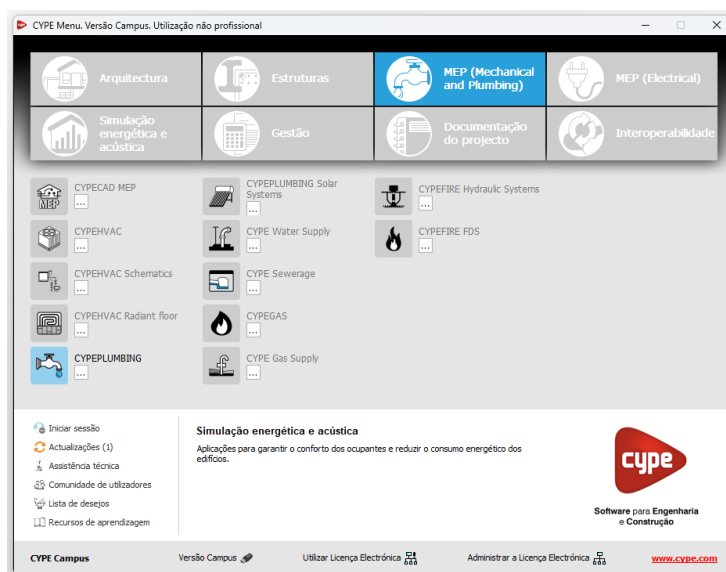 CYPE Menu. Versão Campus. Utilização não profissional
Arquitectura
Estruturas
MEP (Mechanical
and Plumbing)
MEP (Electrical)
Simulação
energética e
acústica
Gestão
Documentação
do projecto
Interoperabilidade
CYPECAD MEP
...
CYPEPLUMBING Solar
Systems
...
CYPEFIRE Hydraulic Systems
...
CYPEHVAC
...
CYPE Water Supply
...
CYPEFIRE FDS
...
CYPEHVAC Schematics
...
CYPE Sewerage
...
CYPEHVAC Radiant floor
...
CYPEGAS
...
CYPEPLUMBING
...
CYPE Gas Supply
...
MEP
Iniciar sessão
Actualizações (1)
Assistência técnica
Comunidade de utilizadores
Lista de desejos
Recursos de aprendizagem
Simulação energética e acústica
Aplicações para garantir o conforto dos ocupantes e reduzir o consumo energético dos
edifícios.
cype
Software para Engenharia
e Construção
CYPE Campus
Versão Campus
Utilizar Licença Electrónica
Administrar a Licença Electrónica
www.cype.com